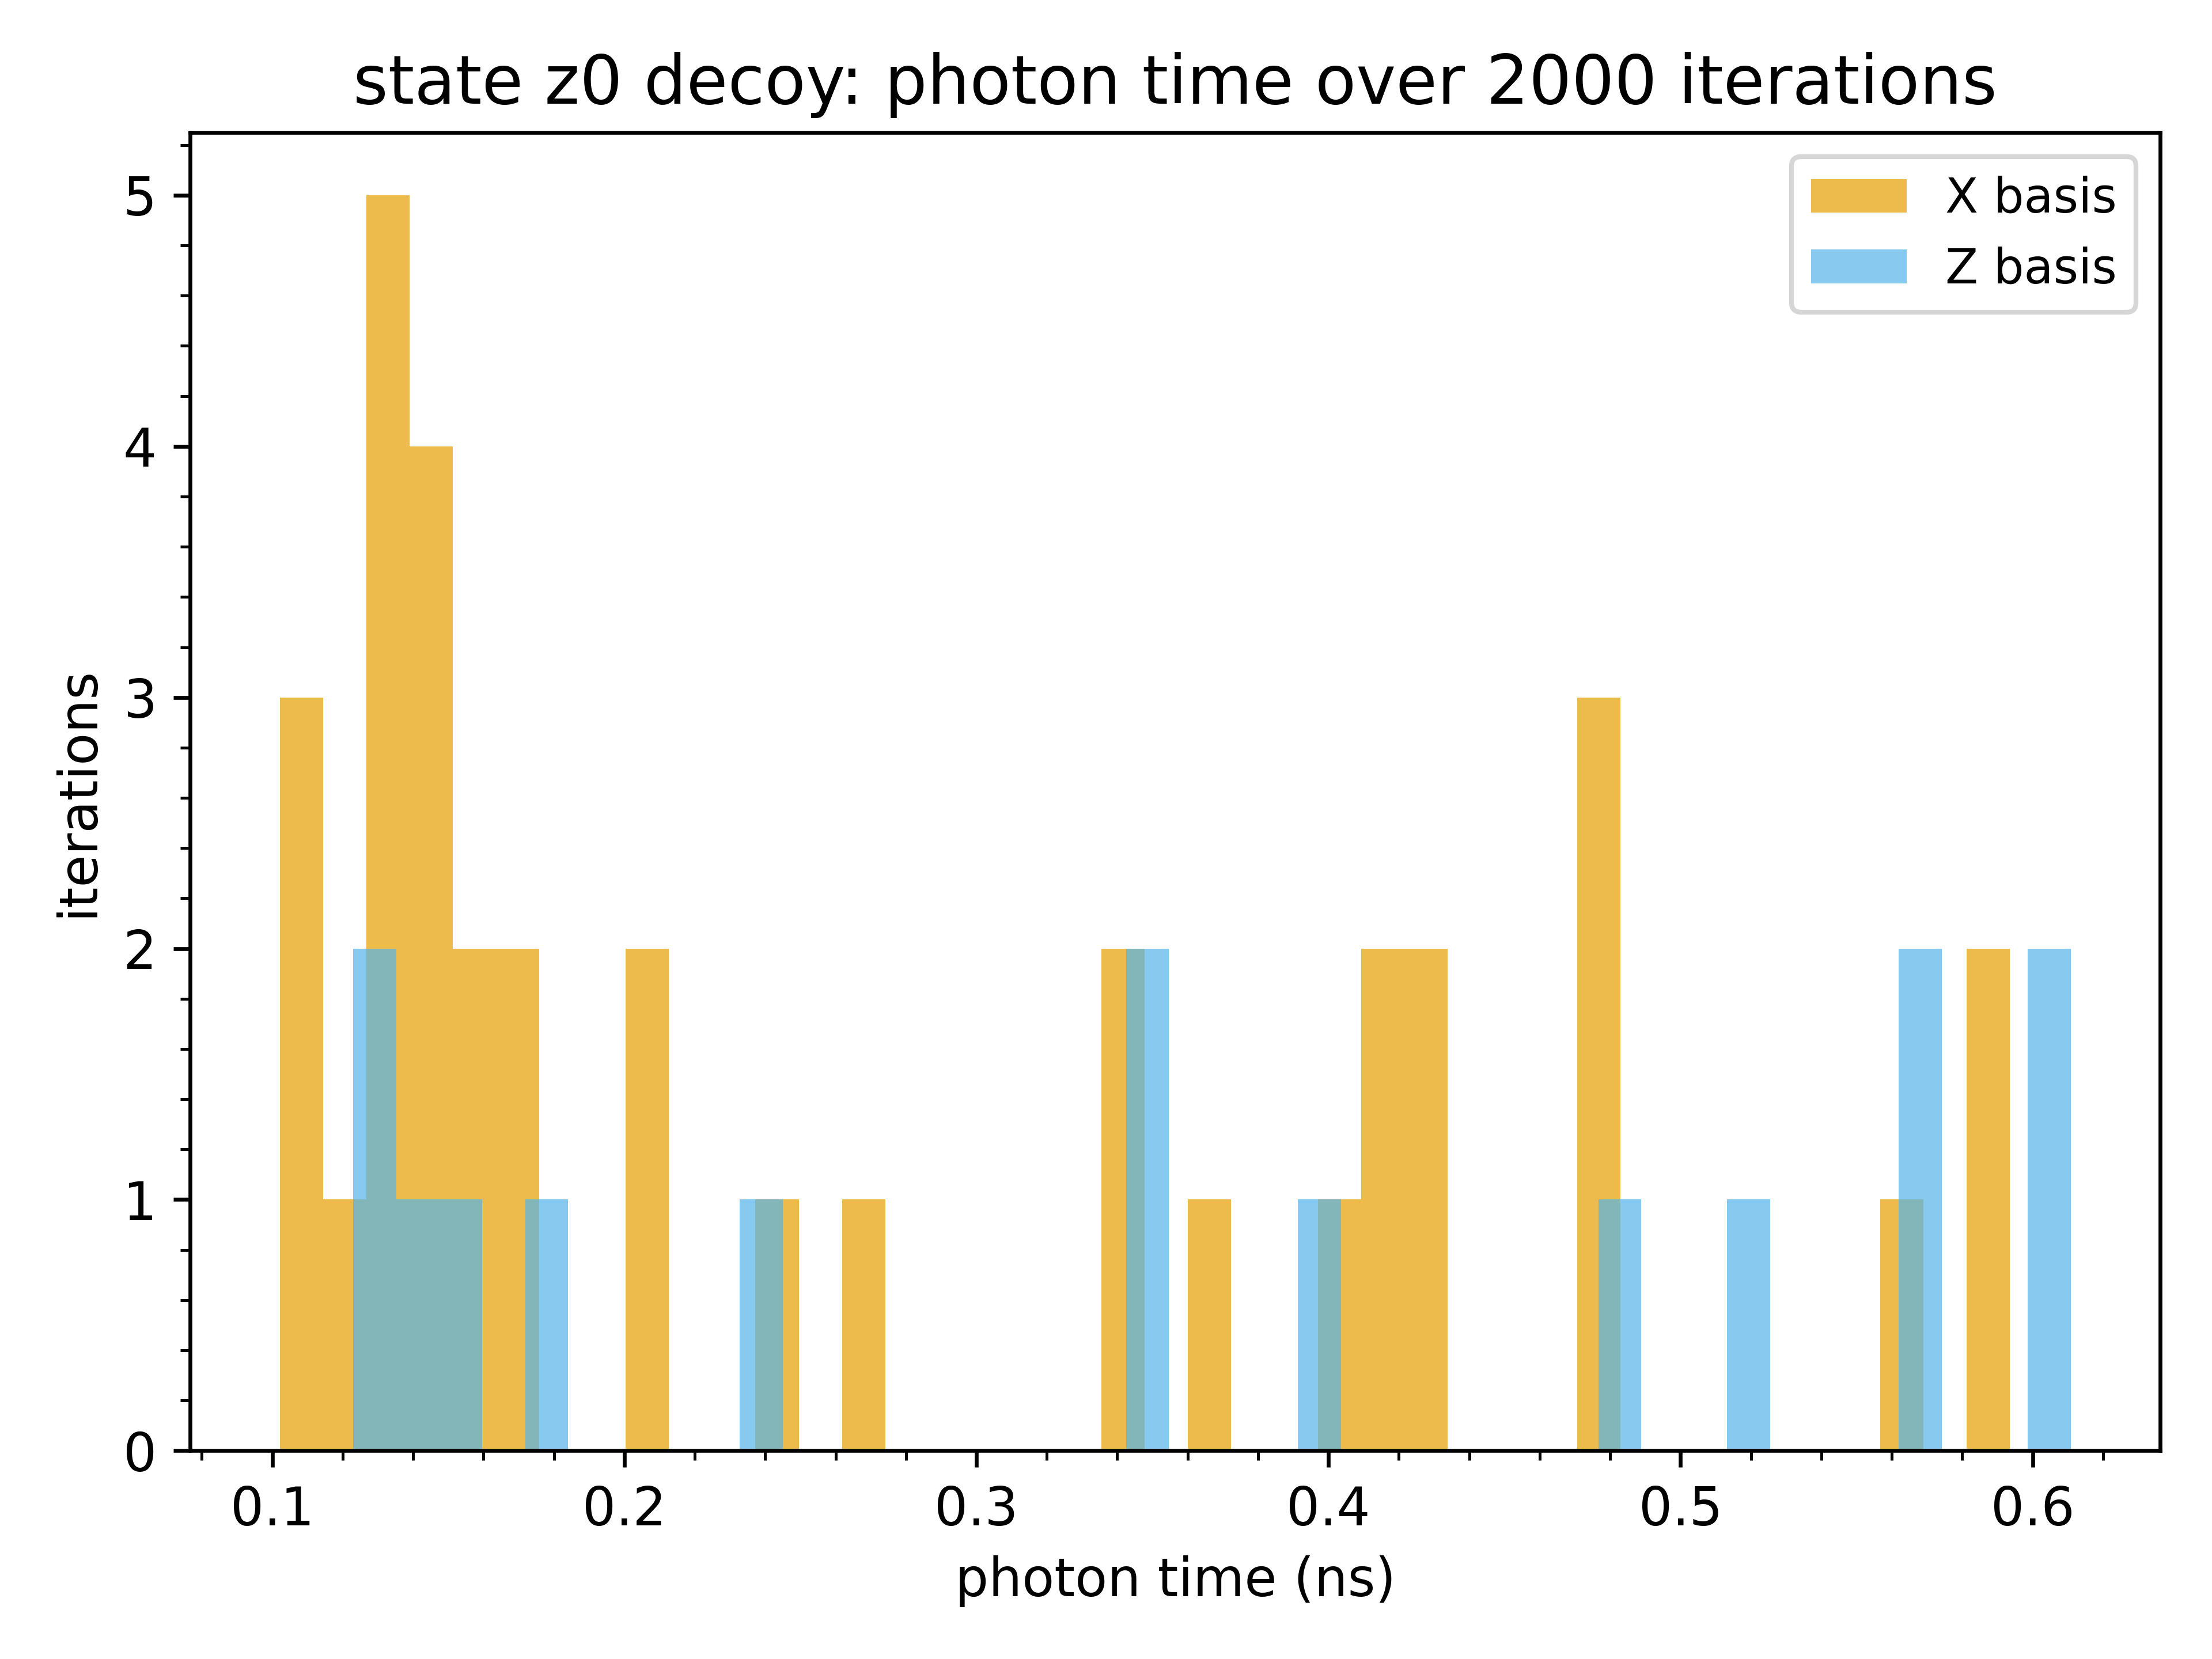 state z0 decoy: photon time over 2000 iterations
X basis
Z basis
5
4
3
2
1
0
iterations
0.1 0.2 0.3 0.4 0.5 0.6
photon time (ns)